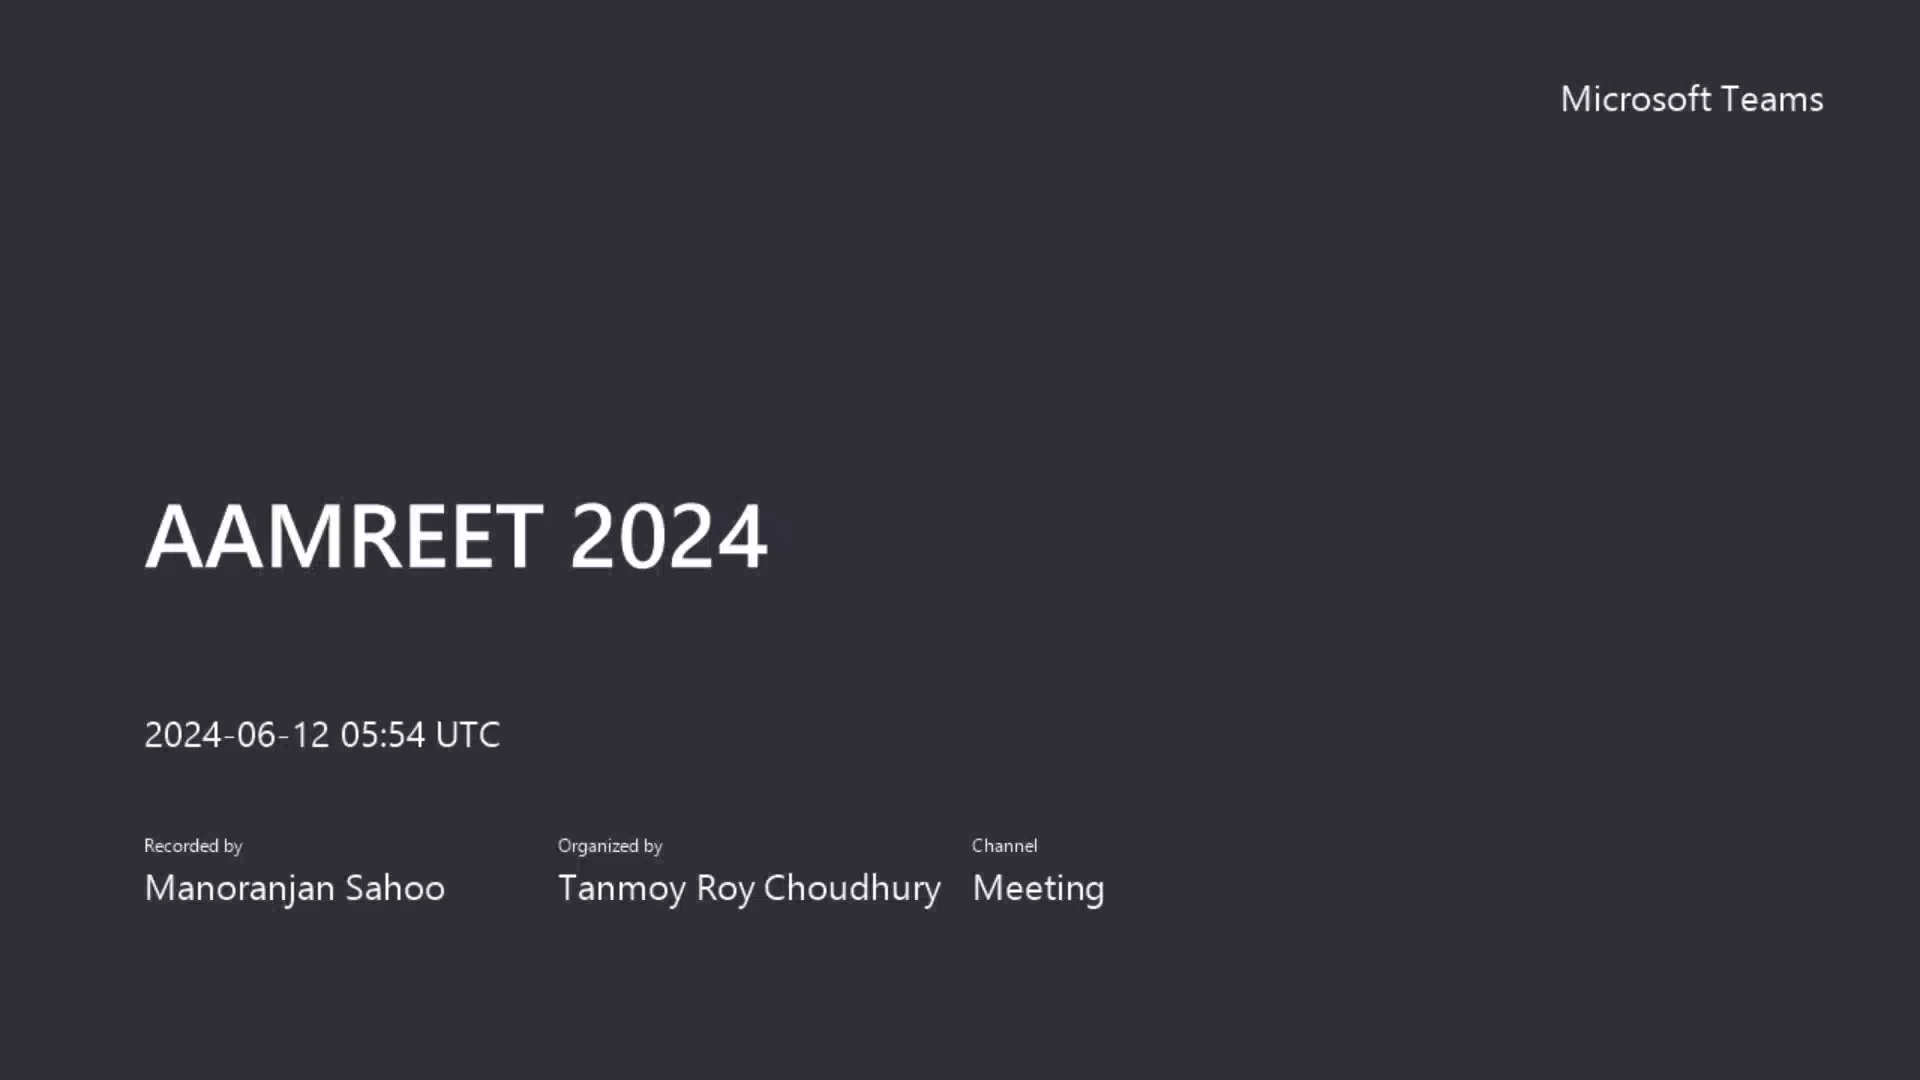 Microsoft Teams
AAMREET 2024
2024-06-12 05:54 UTC
Recorded by
Manoranjan Sahoo
Organized by
Tanmoy Roy Choudhury
Channel
Meeting